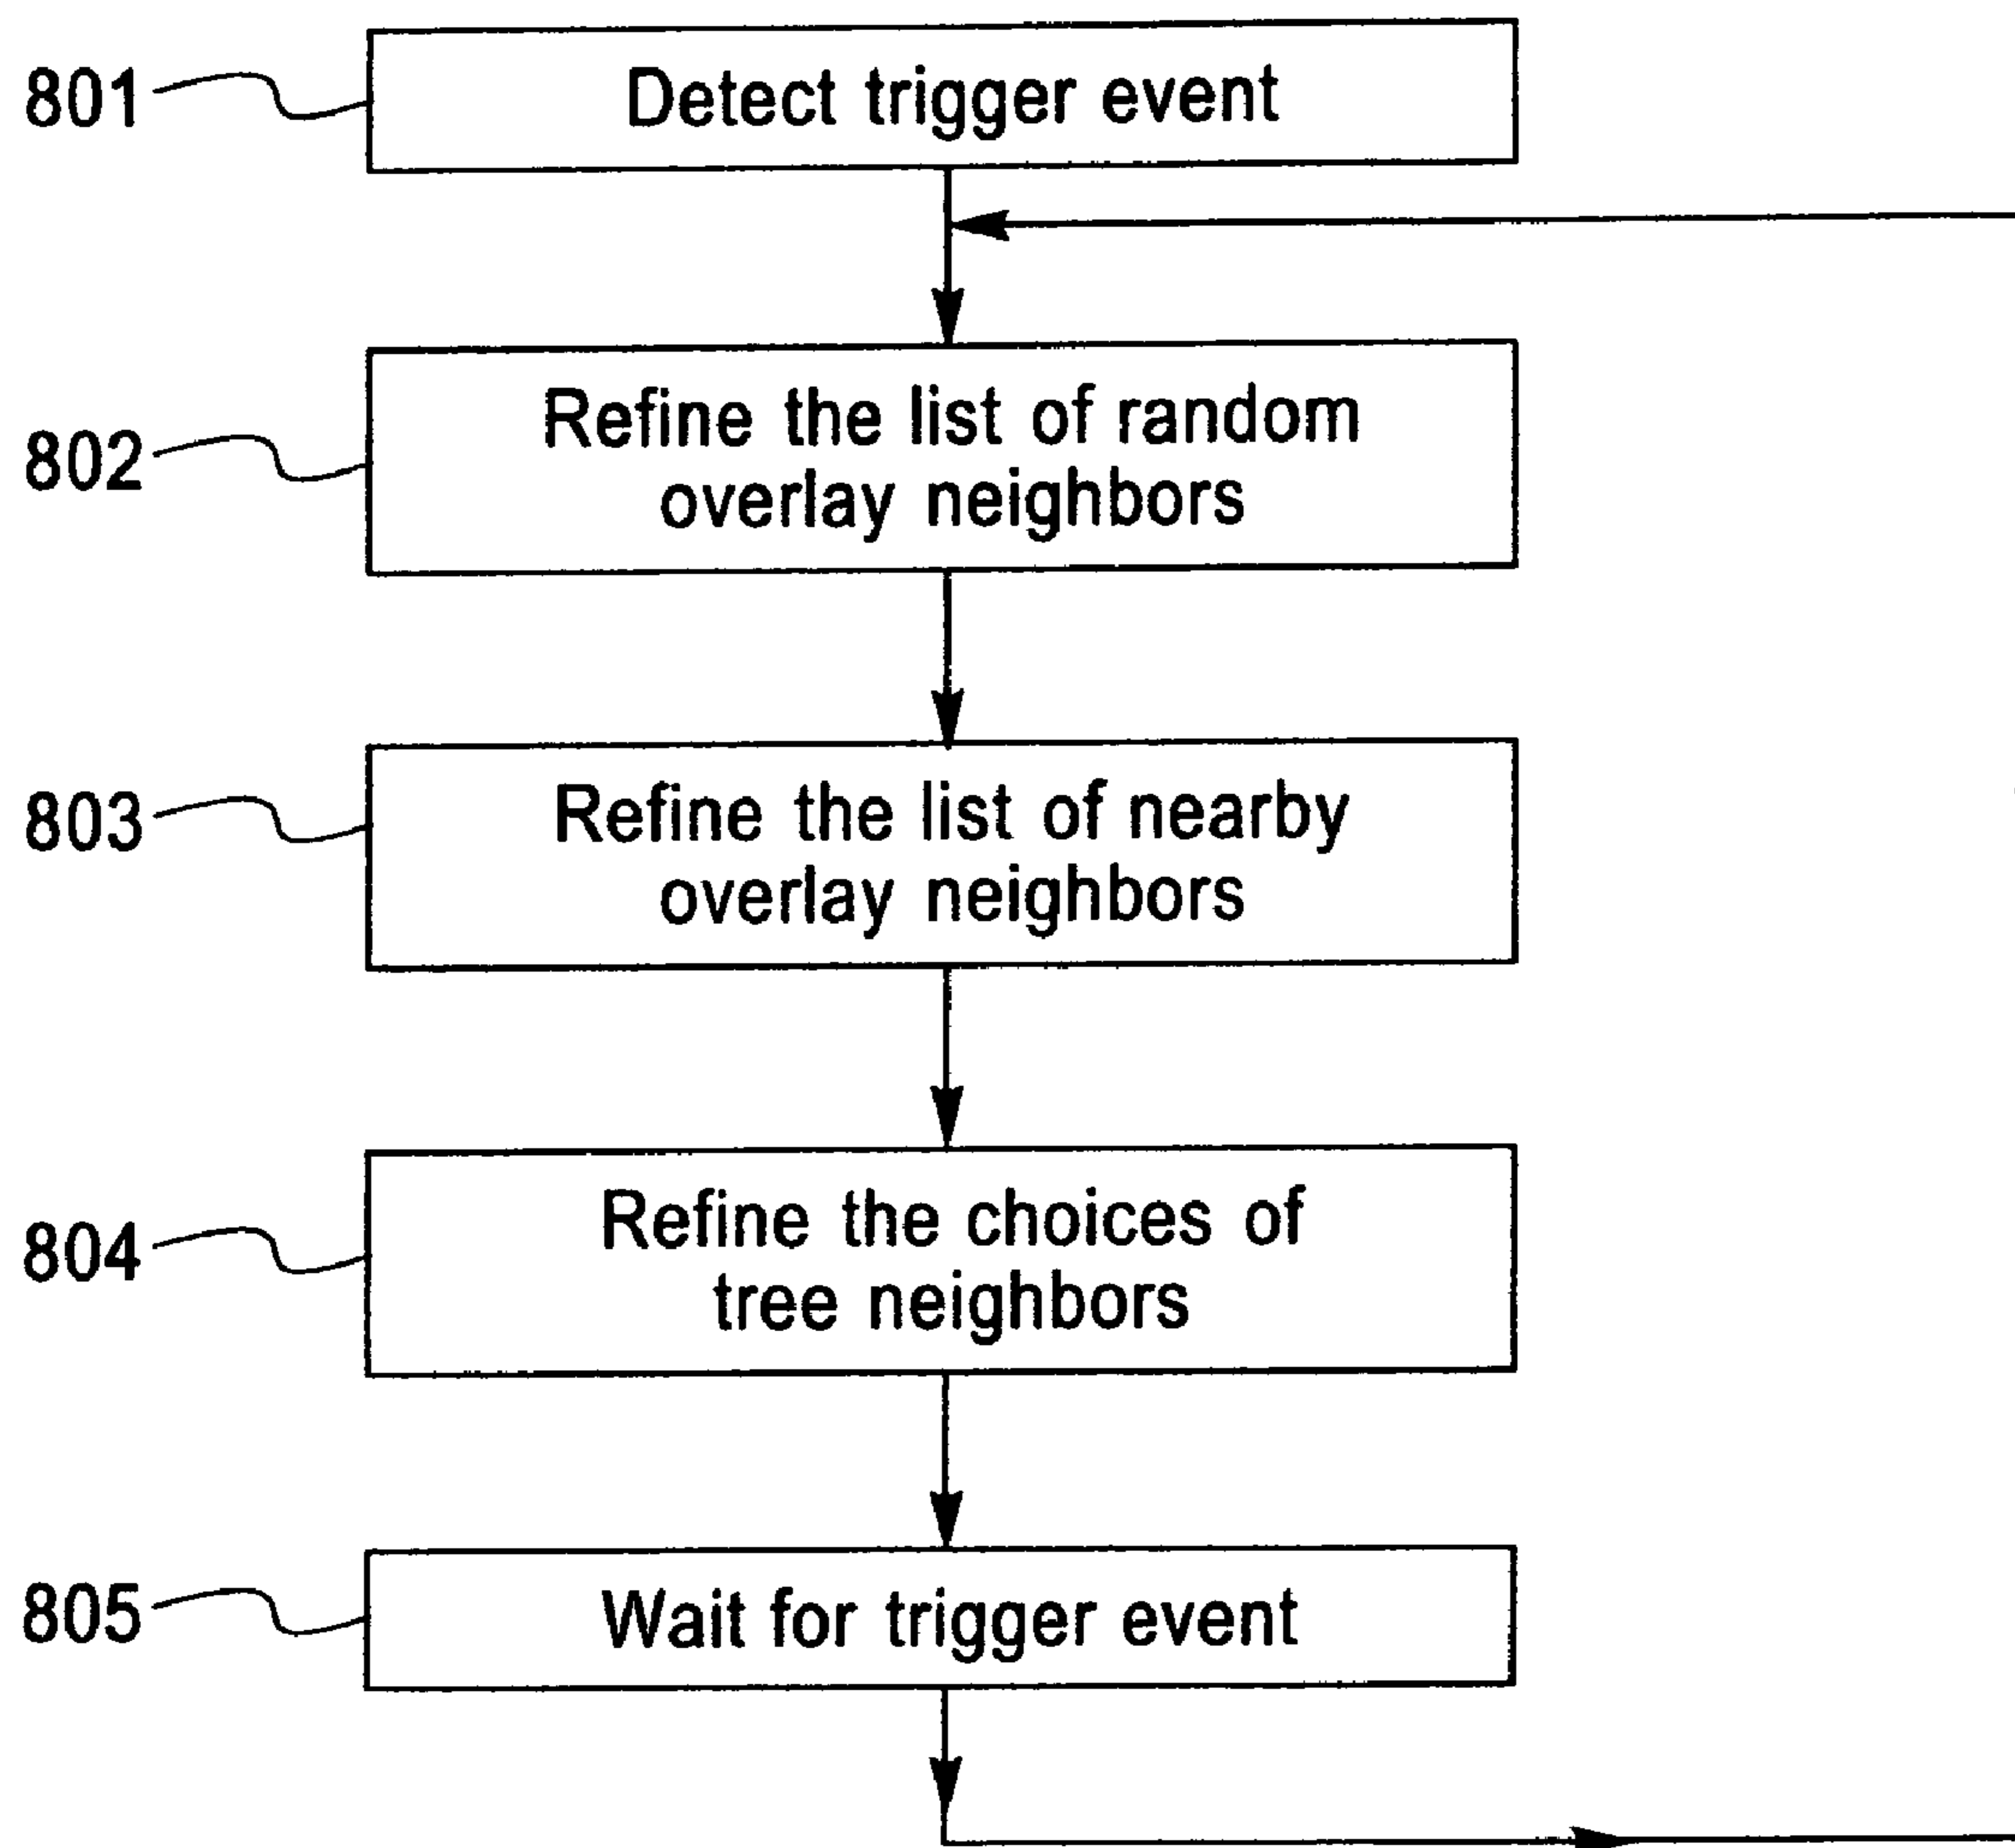 801
Detect trigger event
802
Refine the list of random
overlay neighbors
803
Refine the list of nearby
overlay neighbors
804
Refine the choices of
tree neighbors
805
Wait for trigger event